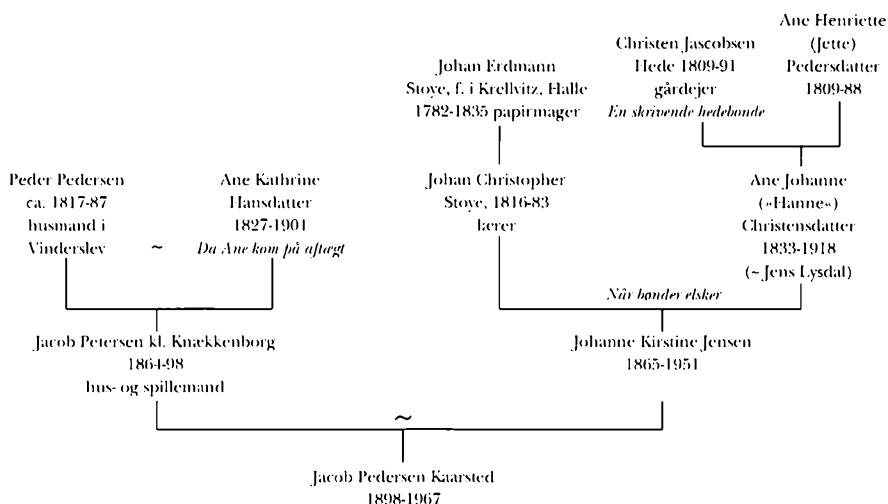 Ane Henriette
(Jette)
Pedersdatter
1809-88
Christen Jascobsen
Hede 1809-91
gårdejer
En skrivende hedebonde
Johan Erdmann
Stoye, f. i Krellvitz, Halle
1782-1835 papirmager
Peder Pedersen
ca. 1817-87
husmand i
Vinderslev
~
Ane Kathrine
Hansdatter
1827-1901
Da Ane kom på aftægt
Johan Christopher
Stoye, 1816-83
lærer
Ane Johanne
(»Hanne«)
Christensdatter
1833-1918
(~ Jens Lysdal)
Når bønder elsker
Jacob Petersen kl. Knækkenborg
1864-98
hus- og spillemand
Johanne Kirstine Jensen
1865-1951
~
Jacob Pedersen Kaarsted
1898-1967